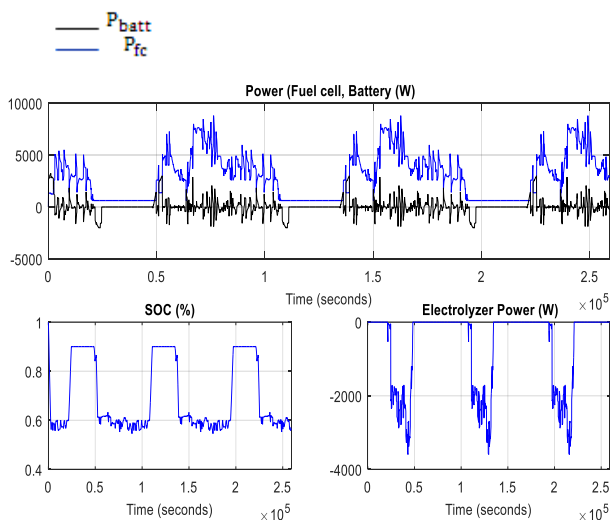 P_batt
P_fc
Power (Fuel cell, Battery (W)
10000
5000
0
-5000
0 0.5 1 1.5 2 2.5
Time (seconds) ×10^5
SOC (%)
1
0.8
0.6
0.4
0 0.5 1 1.5 2 2.5
Time (seconds) ×10^5
Electrolyzer Power (W)
0
-2000
-4000
0 0.5 1 1.5 2 2.5
Time (seconds) ×10^5